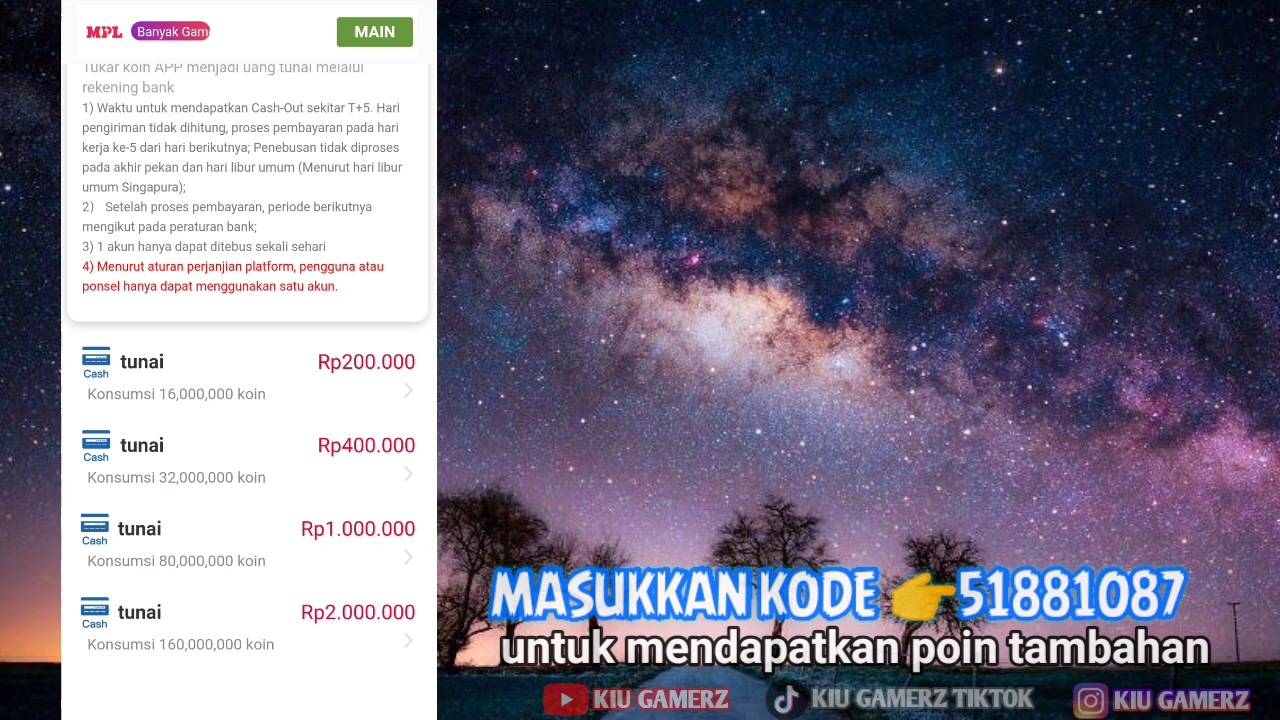 MPL Banyak Gam MAIN
Tukar koin APP menjadi uang tunai melalui
rekening bank
1) Waktu untuk mendapatkan Cash-Out sekitar T+5. Hari
pengiriman tidak dihitung, proses pembayaran pada hari
kerja ke-5 dari hari berikutnya; Penebusan tidak diproses
pada akhir pekan dan hari libur umum (Menurut hari libur
umum Singapura);
2) Setelah proses pembayaran, periode berikutnya
mengikut pada peraturan bank;
3) 1 akun hanya dapat ditebus sekali sehari
4) Menurut aturan perjanjian platform, pengguna atau
ponsel hanya dapat menggunakan satu akun.
Cash tunai Rp200.000
Konsumsi 16,000,000 koin
Cash tunai Rp400.000
Konsumsi 32,000,000 koin
Cash tunai Rp1.000.000
Konsumsi 80,000,000 koin
Cash tunai Rp2.000.000
Konsumsi 160,000,000 koin
MASUKKAN KODE 👉51881087
untuk mendapatkan poin tambahan
KIU GAMERZ KIU GAMERZ TIKTOK KIU GAMERZ